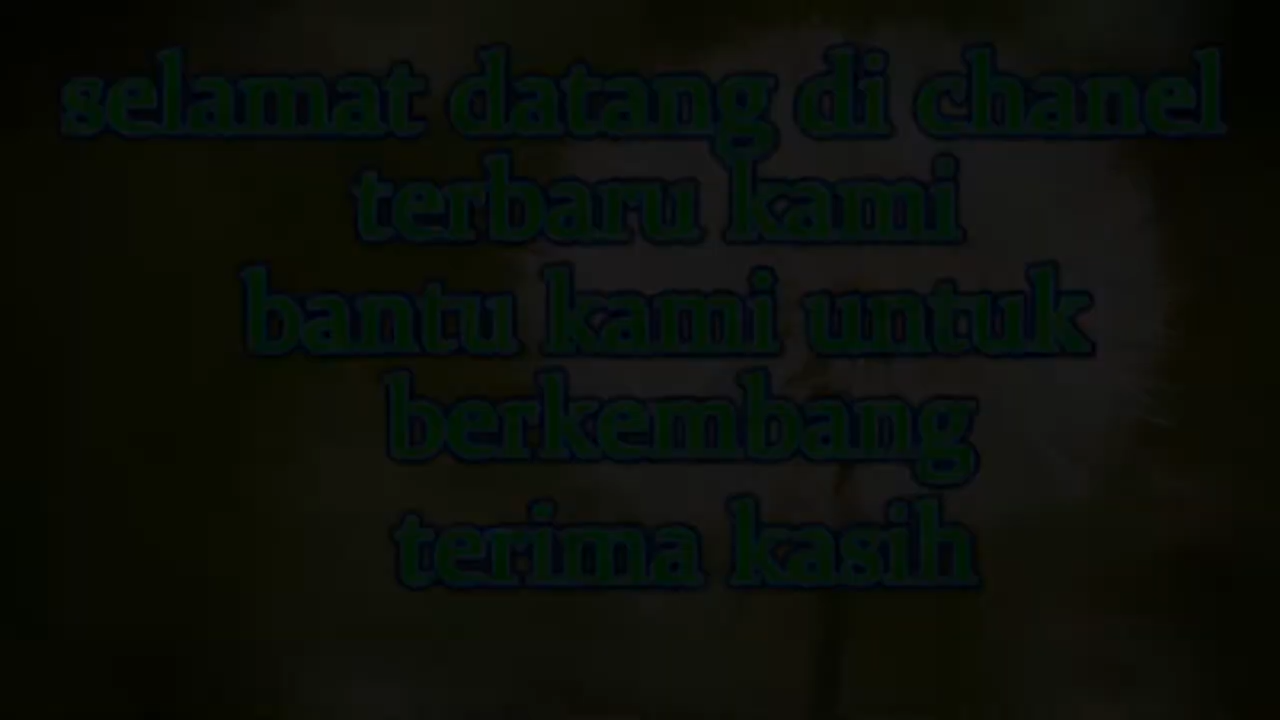 selamat datang di chanel
terbaru kami
bantu kami untuk
berkembang
terima kasih